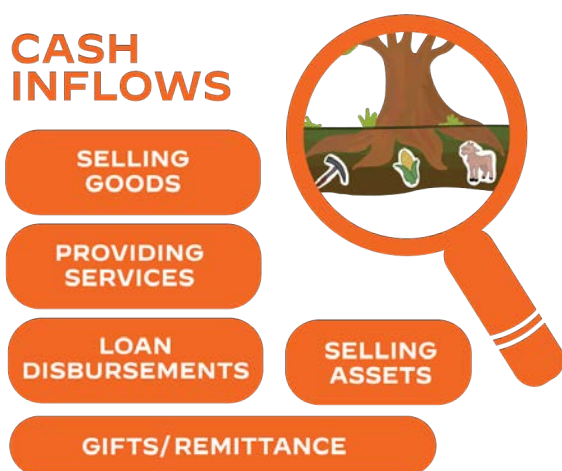 CASH
INFLOWS
SELLING
GOODS
PROVIDING
SERVICES
LOAN
DISBURSEMENTS
SELLING
ASSETS
GIFTS/REMITTANCE